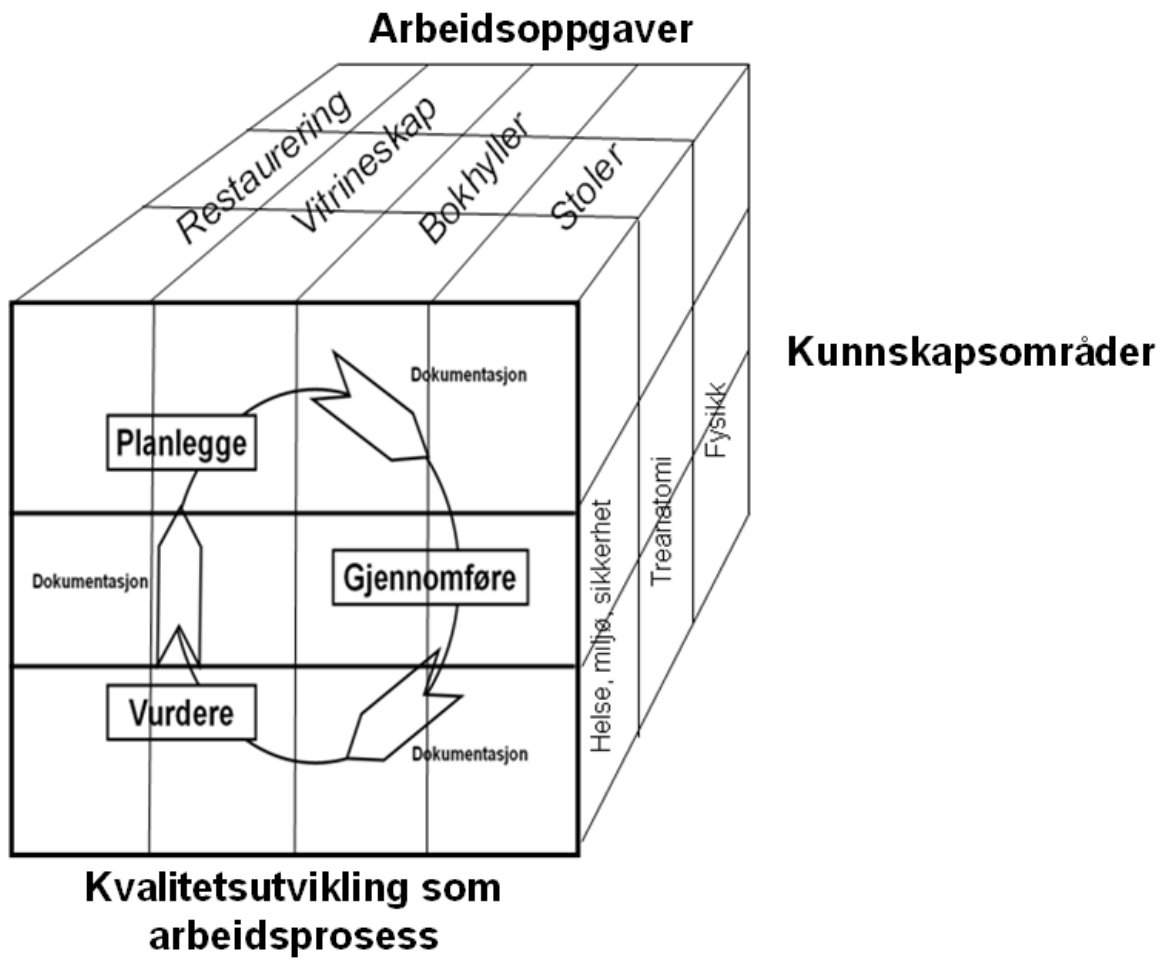 Arbeidsoppgaver
Restaurering
Vitrineskap
Bokhyller
Stoler
Kunnskapsområder
Dokumentasjon
Planlegge
Dokumentasjon
Gjennomføre
Vurdere
Dokumentasjon
Helse, miljø, sikkerhet
Treanatomi
Fysikk
Kvalitetsutvikling som
arbeidsprosess